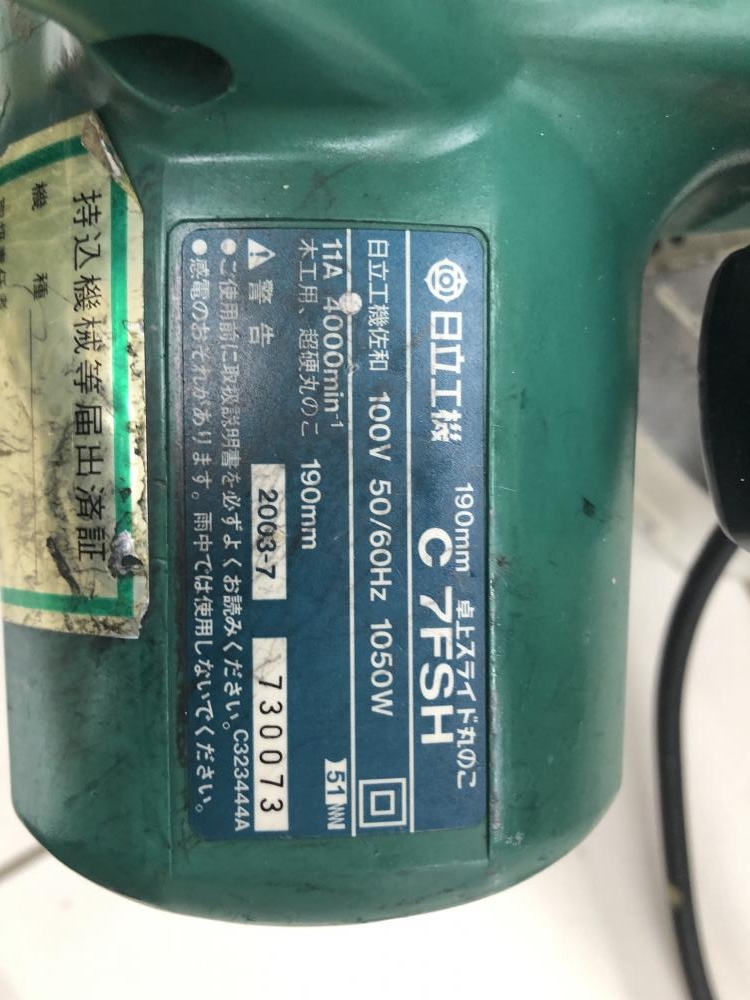 日立工機
190mm 卓上スライド丸のこ
C 7FSH
日立工機佐和 100V 50/60Hz 1050W
11A 4000min-1
木工用、超硬丸のこ 190mm
51
警告
2003-7
730073
●ご使用前に取扱説明書を必ずよくお読みください。C323444A
●感電のおそれがあります。雨中では使用しないでください。
持込機械等届出済証
機種